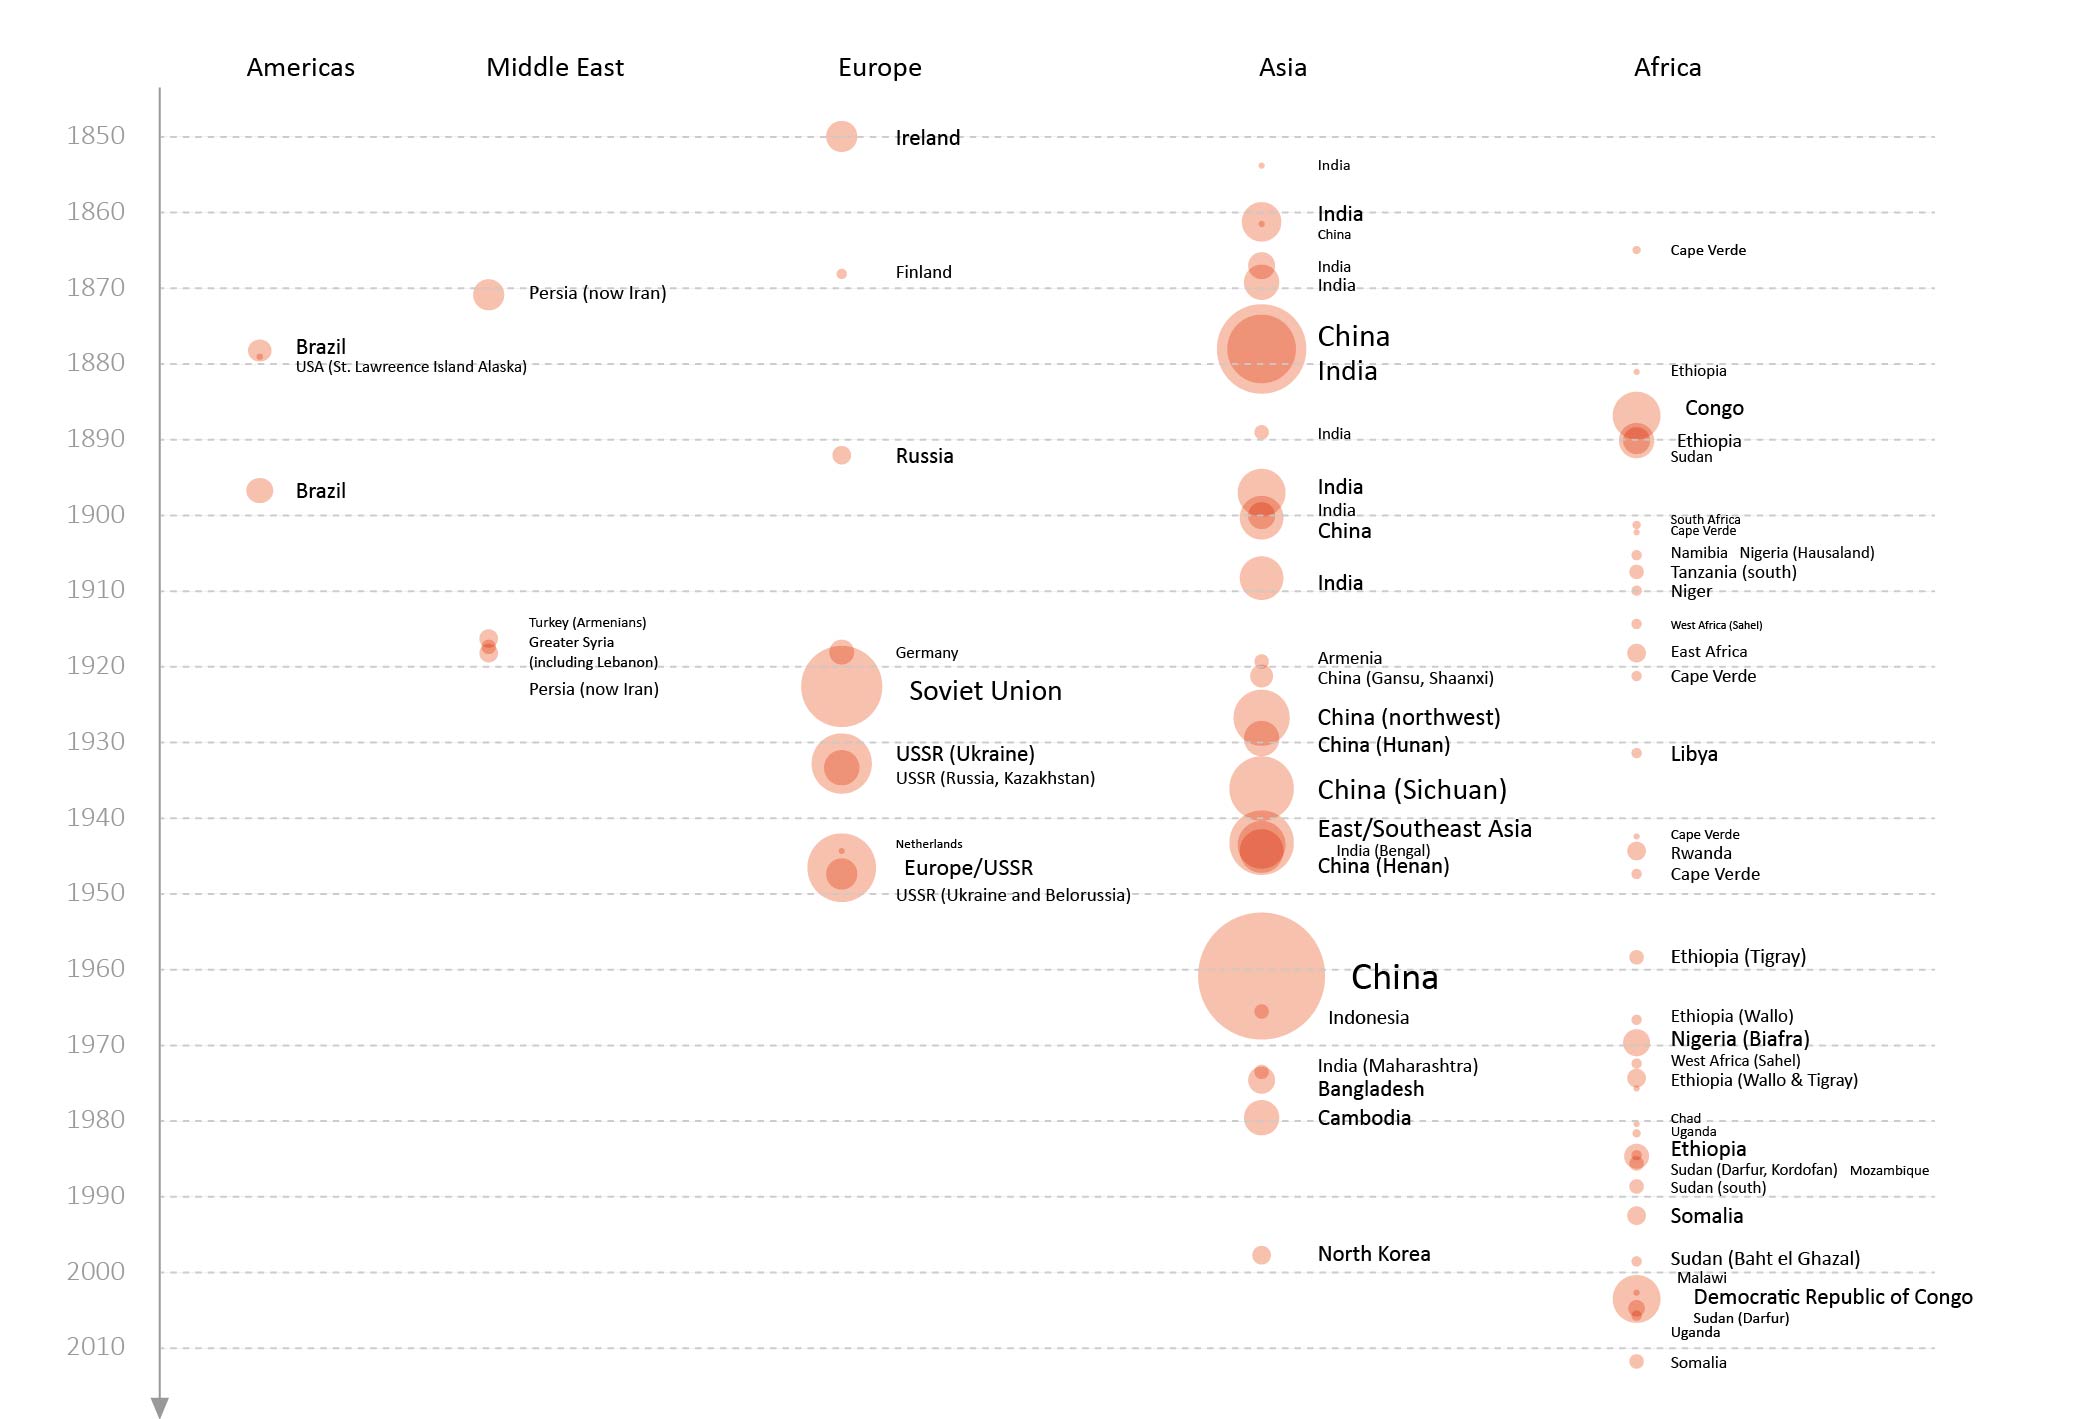 Americas Middle East Europe Asia Africa
1850
Ireland
India
1860
India
China
Cape Verde
India
Finland
India
1870
Persia (now Iran)
China
Brazil
USA (St. Lawreence Island Alaska)
1880
India
Ethiopia
Congo
India
1890
Ethiopia
Russia
Sudan
India
Brazil
India
1900
South Africa
China
Cape Verde
Namibia Nigeria (Hausaland)
Tanzania (south)
India
1910
Niger
Turkey (Armenians)
West Africa (Sahel)
Greater Syria
(including Lebanon)
Germany
East Africa
Armenia
1920
China (Gansu, Shaanxi)
Cape Verde
Persia (now Iran)
Soviet Union
China (northwest)
1930
China (Hunan)
USSR (Ukraine)
Libya
USSR (Russia, Kazakhstan)
China (Sichuan)
1940
East/Southeast Asia
Cape Verde
Netherlands
India (Bengal)
Rwanda
Europe/USSR
China (Henan)
Cape Verde
1950
USSR (Ukraine and Belorussia)
Ethiopia (Tigray)
1960
China
Indonesia
Ethiopia (Wallo)
1970
Nigeria (Biafra)
West Africa (Sahel)
India (Maharashtra)
Ethiopia (Wallo & Tigray)
Bangladesh
1980
Cambodia
Chad
Uganda
Ethiopia
Sudan (Darfur, Kordofan) Mozambique
Sudan (south)
1990
Somalia
North Korea
Sudan (Baht el Ghazal)
2000
Malawi
Democratic Republic of Congo
Sudan (Darfur)
Uganda
2010
Somalia